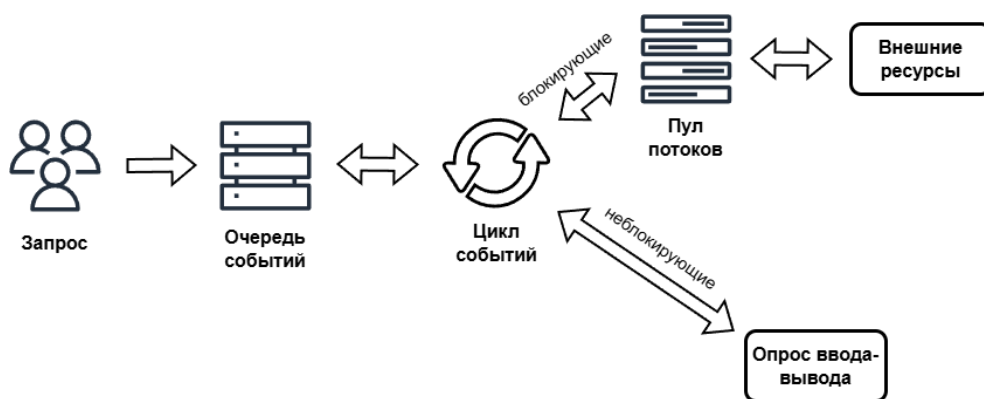 Запрос
Очередь
событий
Цикл
событий
блокирующие
Пул
потоков
Внешние
ресурсы
неблокирующие
Опрос ввода-
вывода